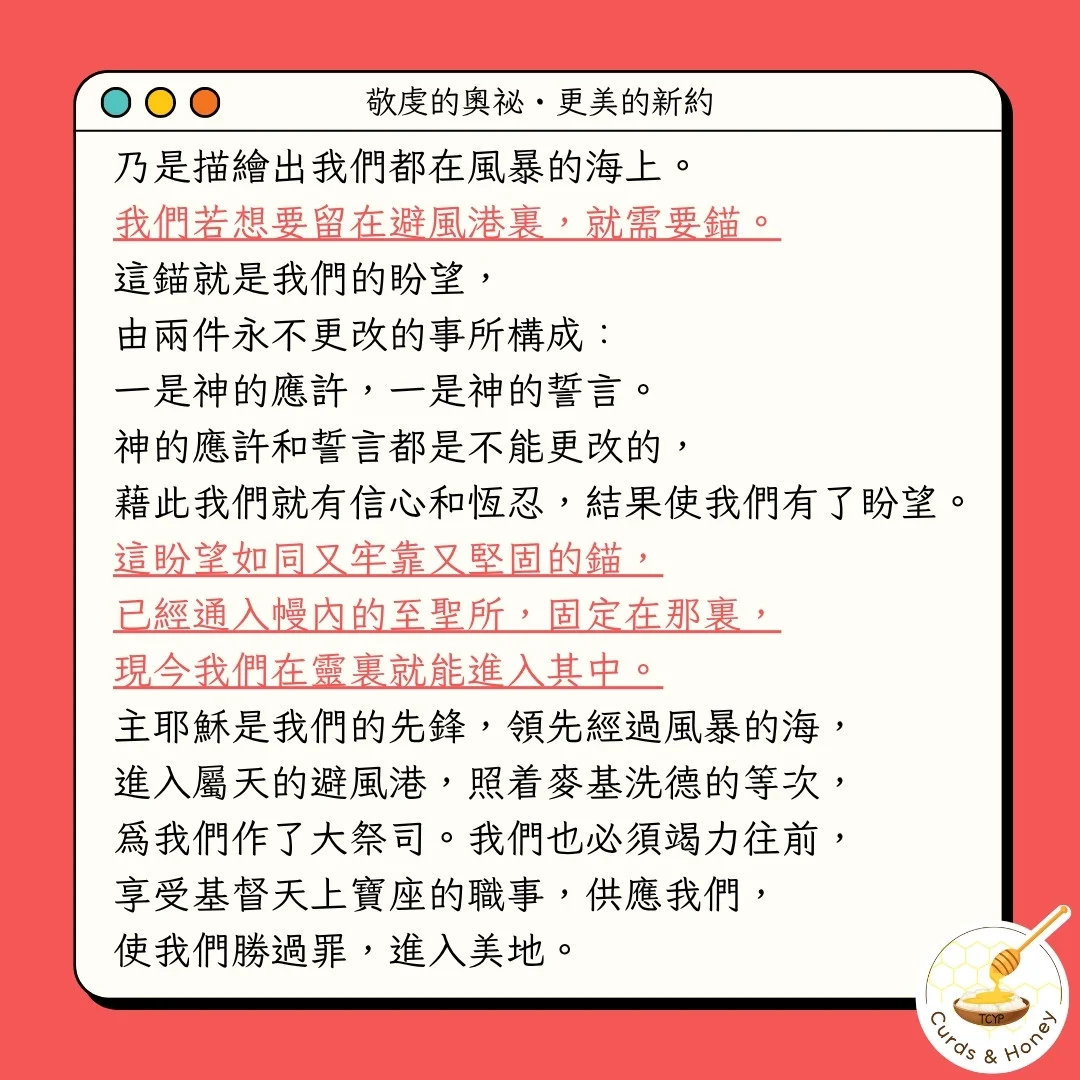 敬虔的奧祕・更美的新約
乃是描繪出我們都在風暴的海上。
我們若想要留在避風港裏，就需要錨。
這錨就是我們的盼望，
由兩件永不更改的事所構成：
一是神的應許，一是神的誓言。
神的應許和誓言都是不能更改的，
藉此我們就有信心和恆忍，結果使我們有了盼望。
這盼望如同又牢靠又堅固的錨，
已經通入幔內的至聖所，固定在那裏，
現今我們在靈裏就能進入其中。
主耶穌是我們的先鋒，領先經過風暴的海，
進入屬天的避風港，照着麥基洗德的等次，
爲我們作了大祭司。我們也必須竭力往前，
享受基督天上寶座的職事，供應我們，
使我們勝過罪，進入美地。
TCYP
Curds & Honey